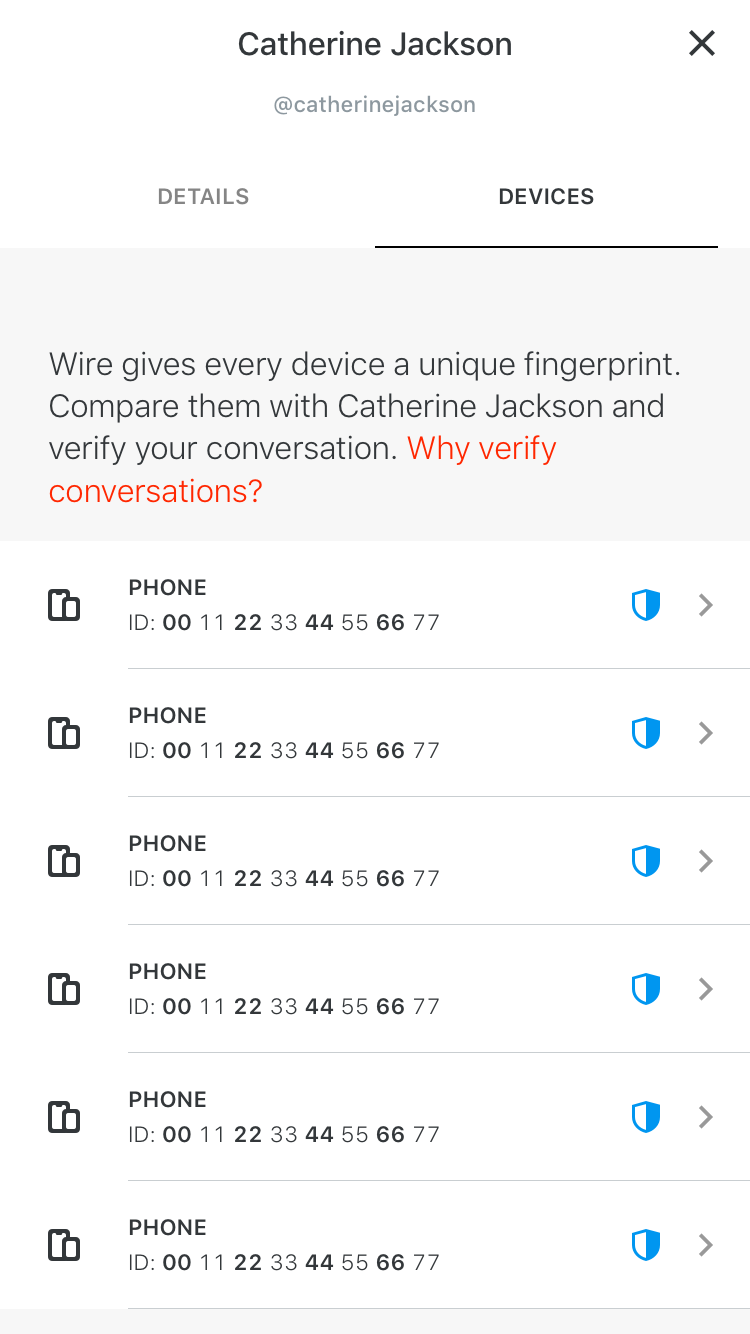 Catherine Jackson
@catherinejackson
DETAILS
DEVICES
Wire gives every device a unique fingerprint.
Compare them with Catherine Jackson and
verify your conversation. Why verify
conversations?
PHONE
ID: 00 11 22 33 44 55 66 77
PHONE
ID: 00 11 22 33 44 55 66 77
PHONE
ID: 00 11 22 33 44 55 66 77
PHONE
ID: 00 11 22 33 44 55 66 77
PHONE
ID: 00 11 22 33 44 55 66 77
PHONE
ID: 00 11 22 33 44 55 66 77